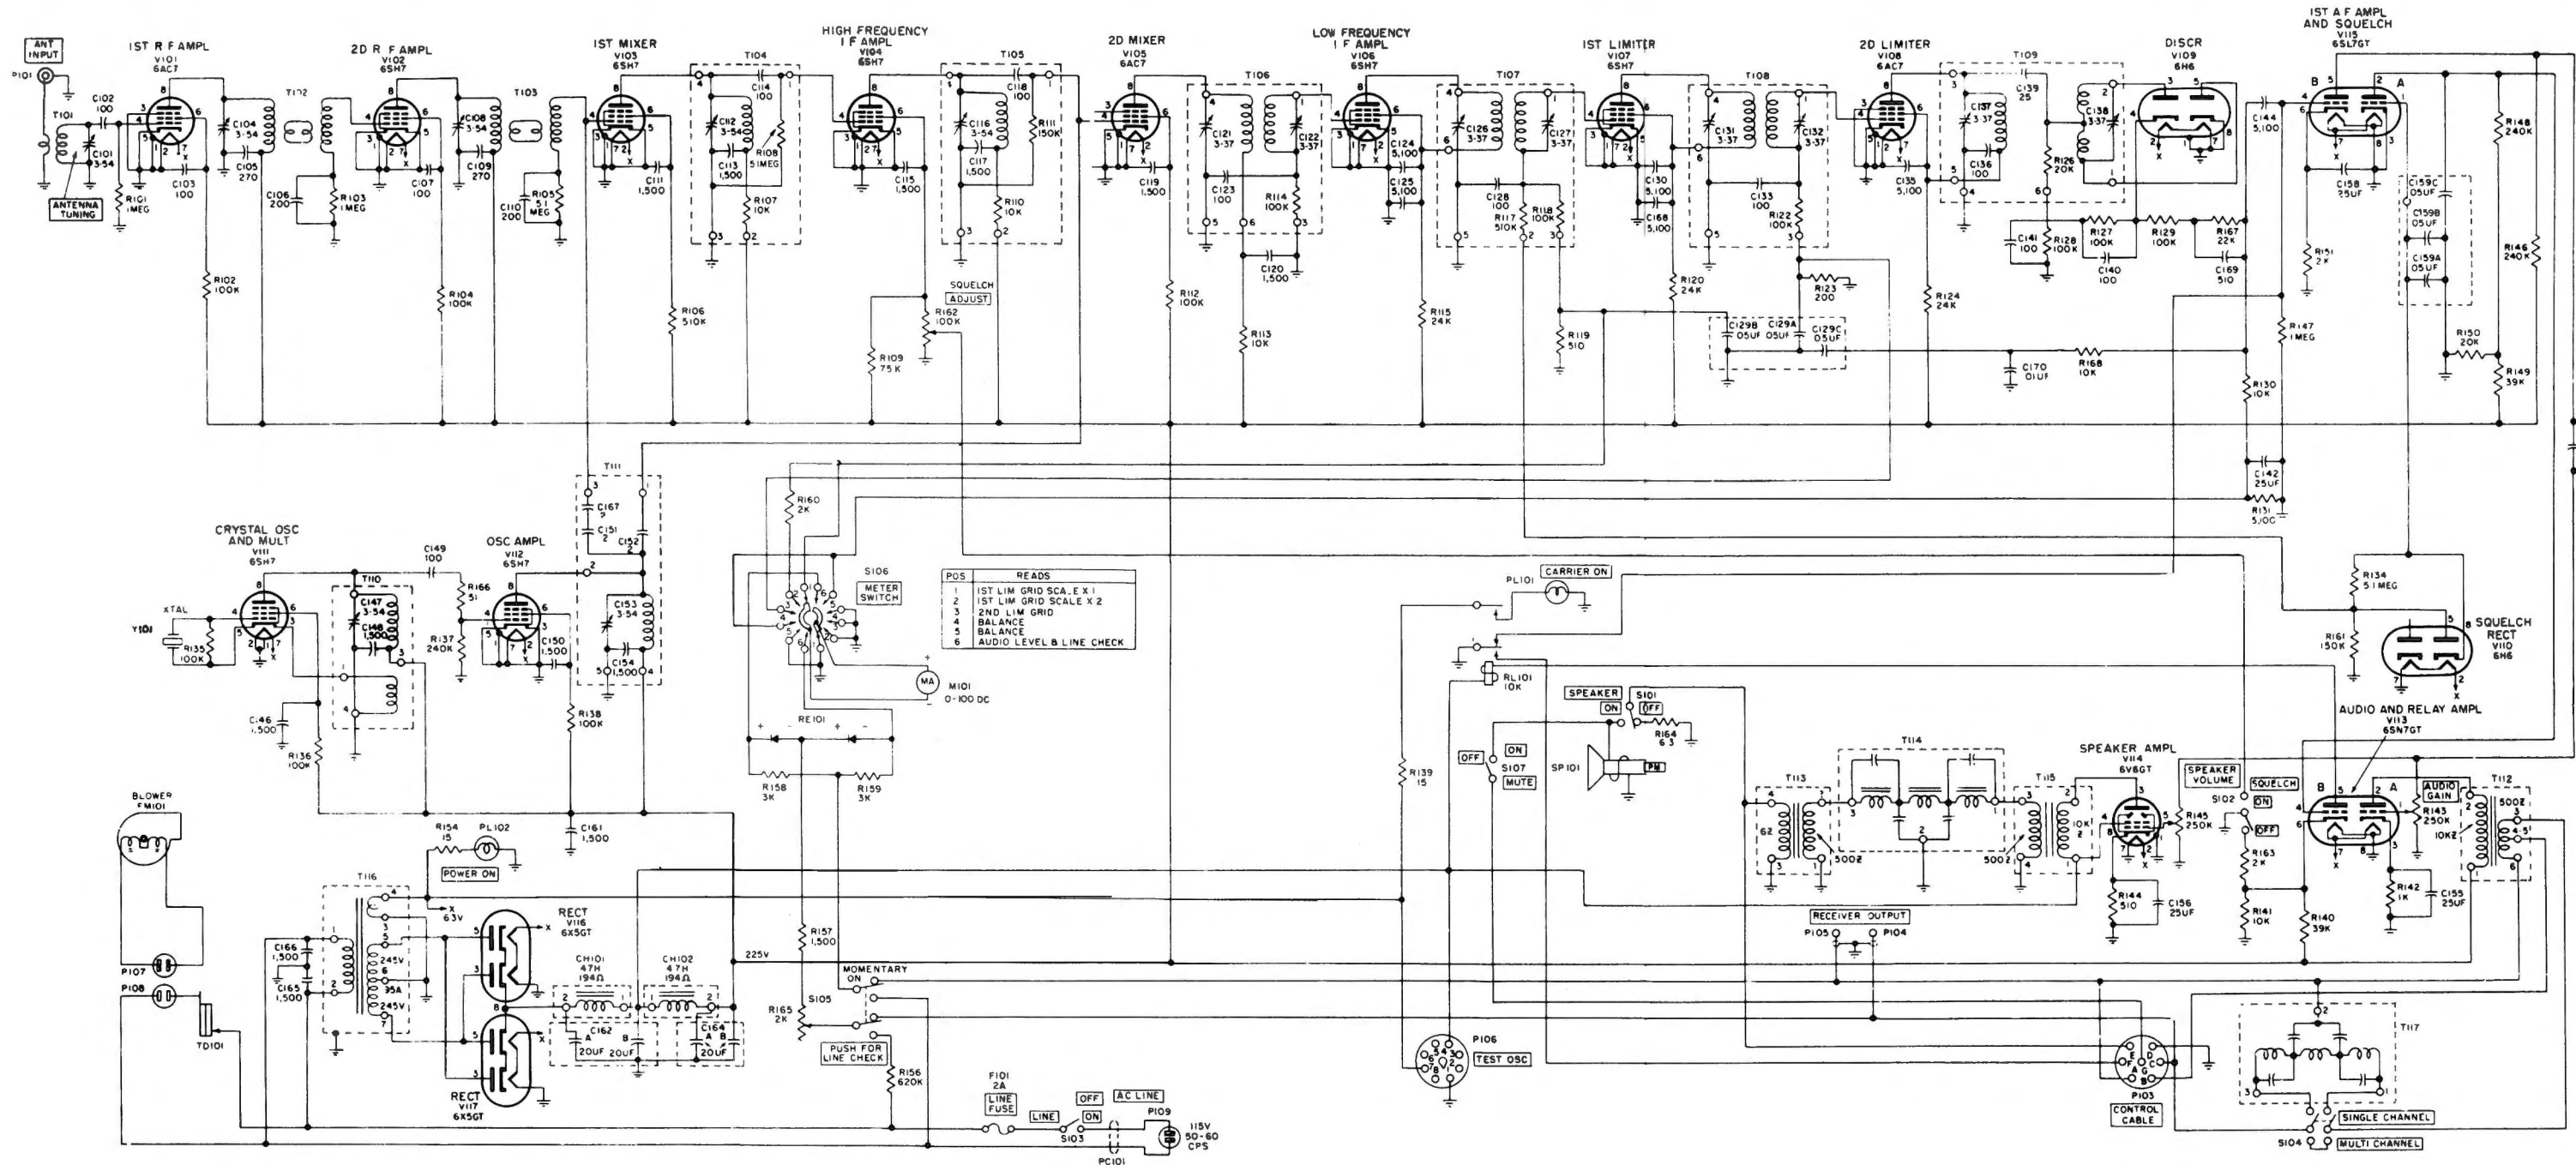 ANT
INPUT
P101
1ST R F AMPL
V101
6AC7
C102
100
T101
C101
3-54
ANTENNA
TUNING
R101
1MEG
C103
100
R102
100K
C104
3-54
C105
270
T102
C106
200
R103
1MEG
2D R F AMPL
V102
6SH7
C107
100
R104
100K
C108
3-54
C109
270
T103
C110
200
R105
5.1
MEG
1ST MIXER
V103
6SH7
C111
1,500
R106
510K
T104
C112
3-54
C113
1,500
C114
100
R108
51MEG
R107
10K
HIGH FREQUENCY
I F AMPL
V104
6SH7
C115
1,500
R109
75K
SQUELCH
ADJUST
R162
100K
T105
C116
3-54
C117
1,500
C118
100
R111
150K
R110
10K
2D MIXER
V105
6AC7
C119
1,500
R112
100K
T106
C121
3-37
C122
3-37
C123
100
R114
100K
C120
1,500
R113
10K
LOW FREQUENCY
I F AMPL
V106
6SH7
C124
5,100
C125
5,100
R115
24K
T107
C126
3-37
C127
3-37
C128
100
R117
510K
R118
100K
R119
510
1ST LIMITER
V107
6SH7
C130
5,100
C168
5,100
R120
24K
T108
C131
3-37
C132
3-37
C133
100
R122
100K
R123
200
C129B
05UF
C129A
05UF
C129C
05UF
2D LIMITER
V108
6AC7
C135
5,100
R124
24K
T109
C137
3-37
C136
100
C139
25
C138
3-37
R126
20K
C141
100
R128
100K
R127
100K
C140
100
R129
100K
R167
22K
C169
510
DISCR
V109
6H6
C170
01UF
R168
10K
R130
10K
C144
5,100
1ST A F AMPL
AND SQUELCH
V115
6SL7GT
B
A
C158
25UF
R151
2K
R147
1MEG
C159C
05UF
C159B
05UF
C159A
05UF
R148
240K
R146
240K
R150
20K
R149
39K
C142
25UF
R131
5,100
CRYSTAL OSC
AND MULT
V111
6SH7
XTAL
Y101
R135
100K
C146
1,500
R136
100K
T110
C147
3-54
C148
1,500
C149
100
R166
51
R137
240K
OSC AMPL
V112
6SH7
C150
1,500
R138
100K
T111
C167
2
C151
2
C152
2
C153
3-54
C154
1,500
C161
1,500
R160
2K
S106
METER
SWITCH
POS READS
1 1ST LIM GRID SCALE X 1
2 1ST LIM GRID SCALE X 2
3 2ND LIM GRID
4 BALANCE
5 BALANCE
6 AUDIO LEVEL & LINE CHECK
MA
M101
0-100 DC
RE101
R158
3K
R159
3K
PL101
CARRIER ON
RL101
10K
R139
15
SPEAKER
ON
S101
OFF
R164
6 3
SP101
PM
OFF
ON
S107
MUTE
T113
6Z
500Z
T114
T115
500Z
10K
Z
SPEAKER AMPL
V114
6V6GT
R145
250K
R144
510
C156
25UF
SPEAKER
VOLUME
SQUELCH
S102
ON
OFF
R163
2K
R141
10K
R140
39K
R134
5.1MEG
R161
150K
SQUELCH
RECT
V110
6H6
AUDIO AND RELAY AMPL
V113
6SN7GT
B
A
AUDIO
GAIN
R143
250K
R142
1K
C155
25UF
T112
500Z
10KZ
BLOWER
FM101
P107
P108
TD101
R154
15
PL102
POWER ON
T116
X
63V
245V
95A
245V
C166
1,500
C165
1,500
RECT
V116
6X5GT
RECT
V117
6X5GT
CH101
47H
194Ω
CH102
47H
194Ω
C162
A
B
20UF
20UF
C164
A
B
20UF
225V
R157
1,500
R165
2K
MOMENTARY
ON
S105
PUSH FOR
LINE CHECK
R156
620K
F101
2A
LINE
FUSE
LINE
OFF
ON
S103
AC LINE
P109
PC101
115V
50-60
CPS
P106
TEST OSC
RECEIVER OUTPUT
P105
P104
P103
CONTROL
CABLE
T117
SINGLE CHANNEL
S104
MULTI CHANNEL